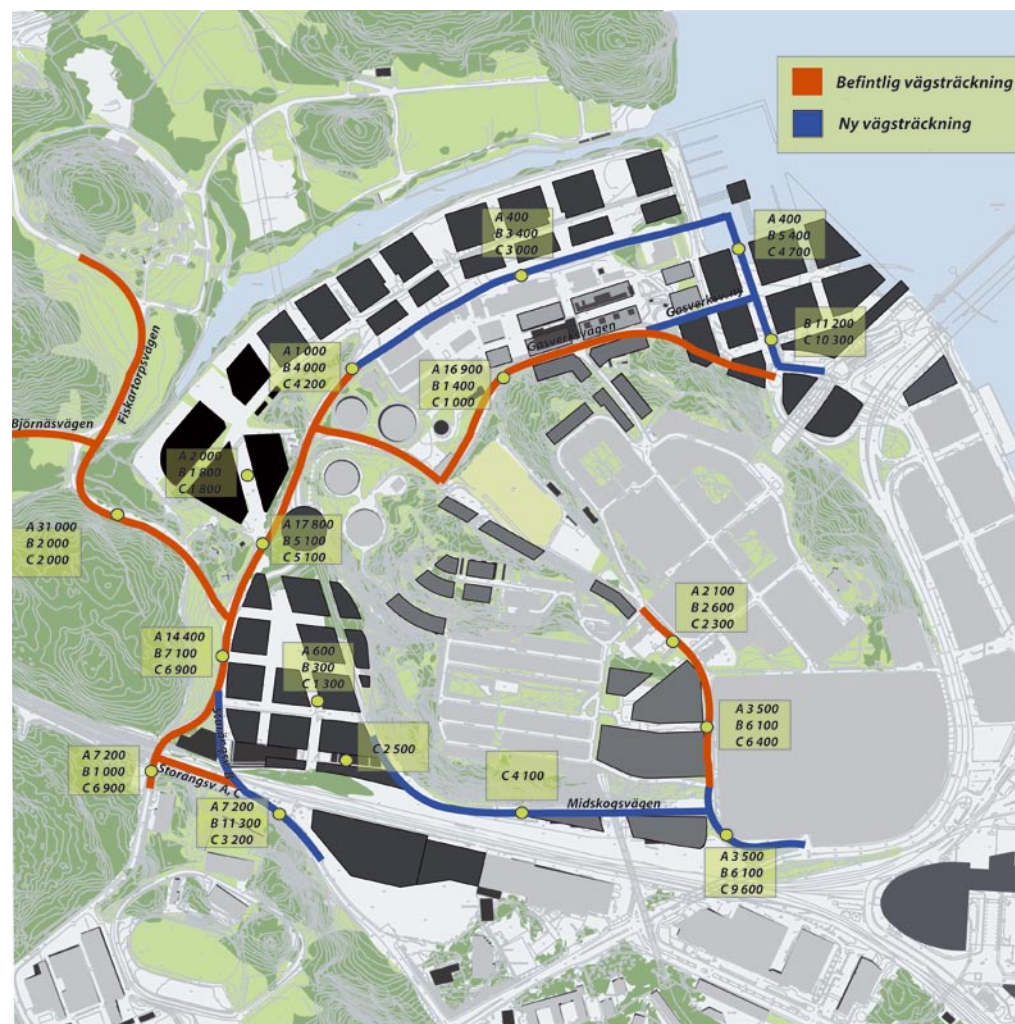 Befintlig vägsträckning
Ny vägsträckning
A 400
B 3 400
C 3 000
A 400
B 5 400
C 4 700
Gasverksv ny
Gasverksvägen
B 11 200
C 10 300
A 1 000
B 4 000
C 4 200
A 16 900
B 1 400
C 1 000
Fiskartorpsvägen
Björnäsvägen
A 2 000
B 1 800
C 1 800
A 31 000
B 2 000
C 2 000
A 17 800
B 5 100
C 5 100
A 2 100
B 2 600
C 2 300
A 14 400
B 7 100
C 6 900
A 600
B 300
C 1 300
A 3 500
B 6 100
C 6 400
C 2 500
A 7 200
B 1 000
C 6 900
Storängsv. A, C
C 4 100
Midskogsvägen
A 7 200
B 11 300
C 3 200
A 3 500
B 6 100
C 9 600